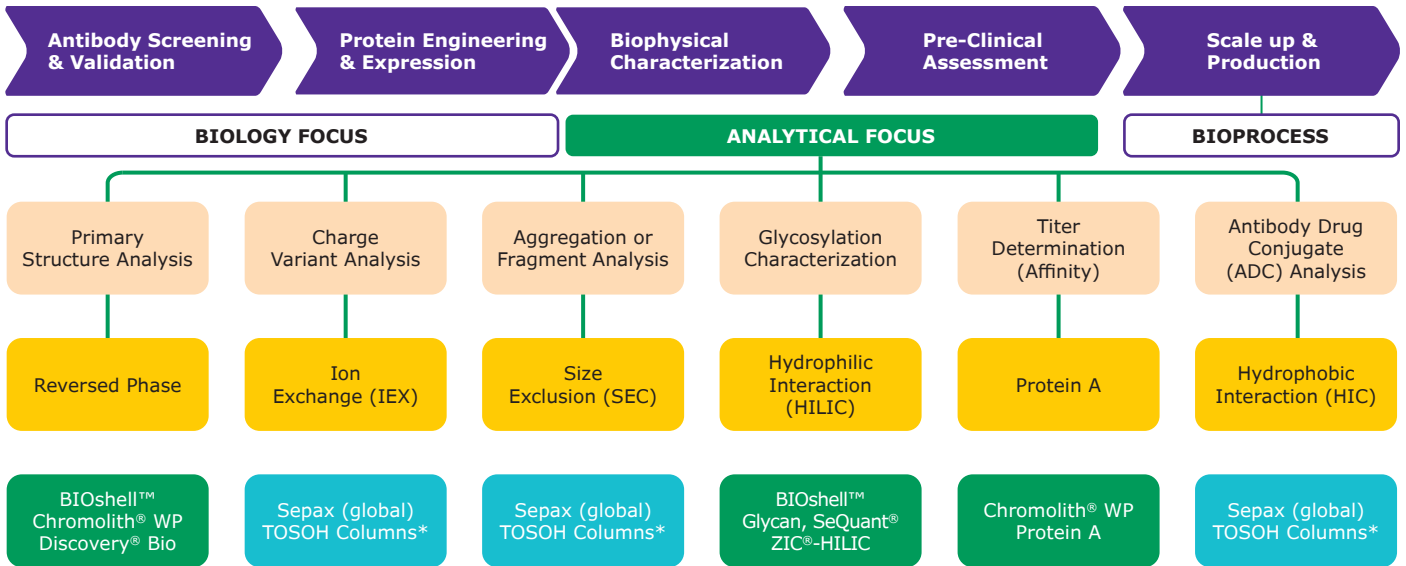 Antibody Screening
& Validation
Protein Engineering
& Expression
Biophysical
Characterization
Pre-Clinical
Assessment
Scale up &
Production
BIOLOGY FOCUS
ANALYTICAL FOCUS
BIOPROCESS
Primary
Structure Analysis
Charge
Variant Analysis
Aggregation or
Fragment Analysis
Glycosylation
Characterization
Titer
Determination
(Affinity)
Antibody Drug
Conjugate
(ADC) Analysis
Reversed Phase
Ion
Exchange (IEX)
Size
Exclusion (SEC)
Hydrophilic
Interaction
(HILIC)
Protein A
Hydrophobic
Interaction (HIC)
BIOshell™
Chromolith® WP
Discovery® Bio
Sepax (global)
TOSOH Columns*
Sepax (global)
TOSOH Columns*
BIOshell™
Glycan, SeQuant®
ZIC®-HILIC
Chromolith® WP
Protein A
Sepax (global)
TOSOH Columns*